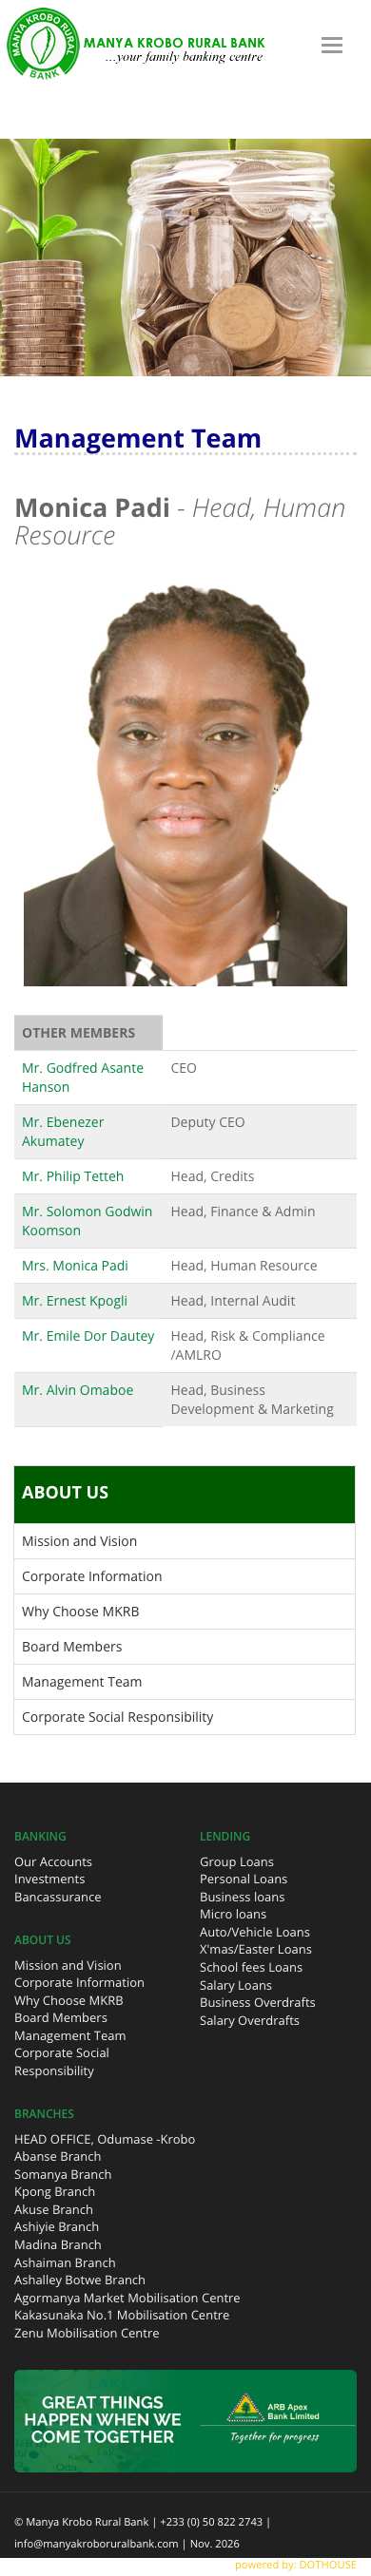 MANYA KROBO RURAL
BANK
MANYA KROBO RURAL BANK
...your family banking centre
Management Team
Monica Padi - Head, Human
Resource
OTHER MEMBERS
Mr. Godfred Asante
Hanson
CEO
Mr. Ebenezer
Akumatey
Deputy CEO
Mr. Philip Tetteh
Head, Credits
Mr. Solomon Godwin
Koomson
Head, Finance & Admin
Mrs. Monica Padi
Head, Human Resource
Mr. Ernest Kpogli
Head, Internal Audit
Mr. Emile Dor Dautey
Head, Risk & Compliance
/AMLRO
Mr. Alvin Omaboe
Head, Business
Development & Marketing
ABOUT US
Mission and Vision
Corporate Information
Why Choose MKRB
Board Members
Management Team
Corporate Social Responsibility
BANKING
Our Accounts
Investments
Bancassurance
ABOUT US
Mission and Vision
Corporate Information
Why Choose MKRB
Board Members
Management Team
Corporate Social
Responsibility
LENDING
Group Loans
Personal Loans
Business loans
Micro loans
Auto/Vehicle Loans
X'mas/Easter Loans
School fees Loans
Salary Loans
Business Overdrafts
Salary Overdrafts
BRANCHES
HEAD OFFICE, Odumase -Krobo
Abanse Branch
Somanya Branch
Kpong Branch
Akuse Branch
Ashiyie Branch
Madina Branch
Ashaiman Branch
Ashalley Botwe Branch
Agormanya Market Mobilisation Centre
Kakasunaka No.1 Mobilisation Centre
Zenu Mobilisation Centre
GREAT THINGS
HAPPEN WHEN WE
COME TOGETHER
ARB Apex
Bank Limited
Together for progress
© Manya Krobo Rural Bank | +233 (0) 50 822 2743 |
info@manyakroboruralbank.com | Nov. 2026
powered by: DOTHOUSE